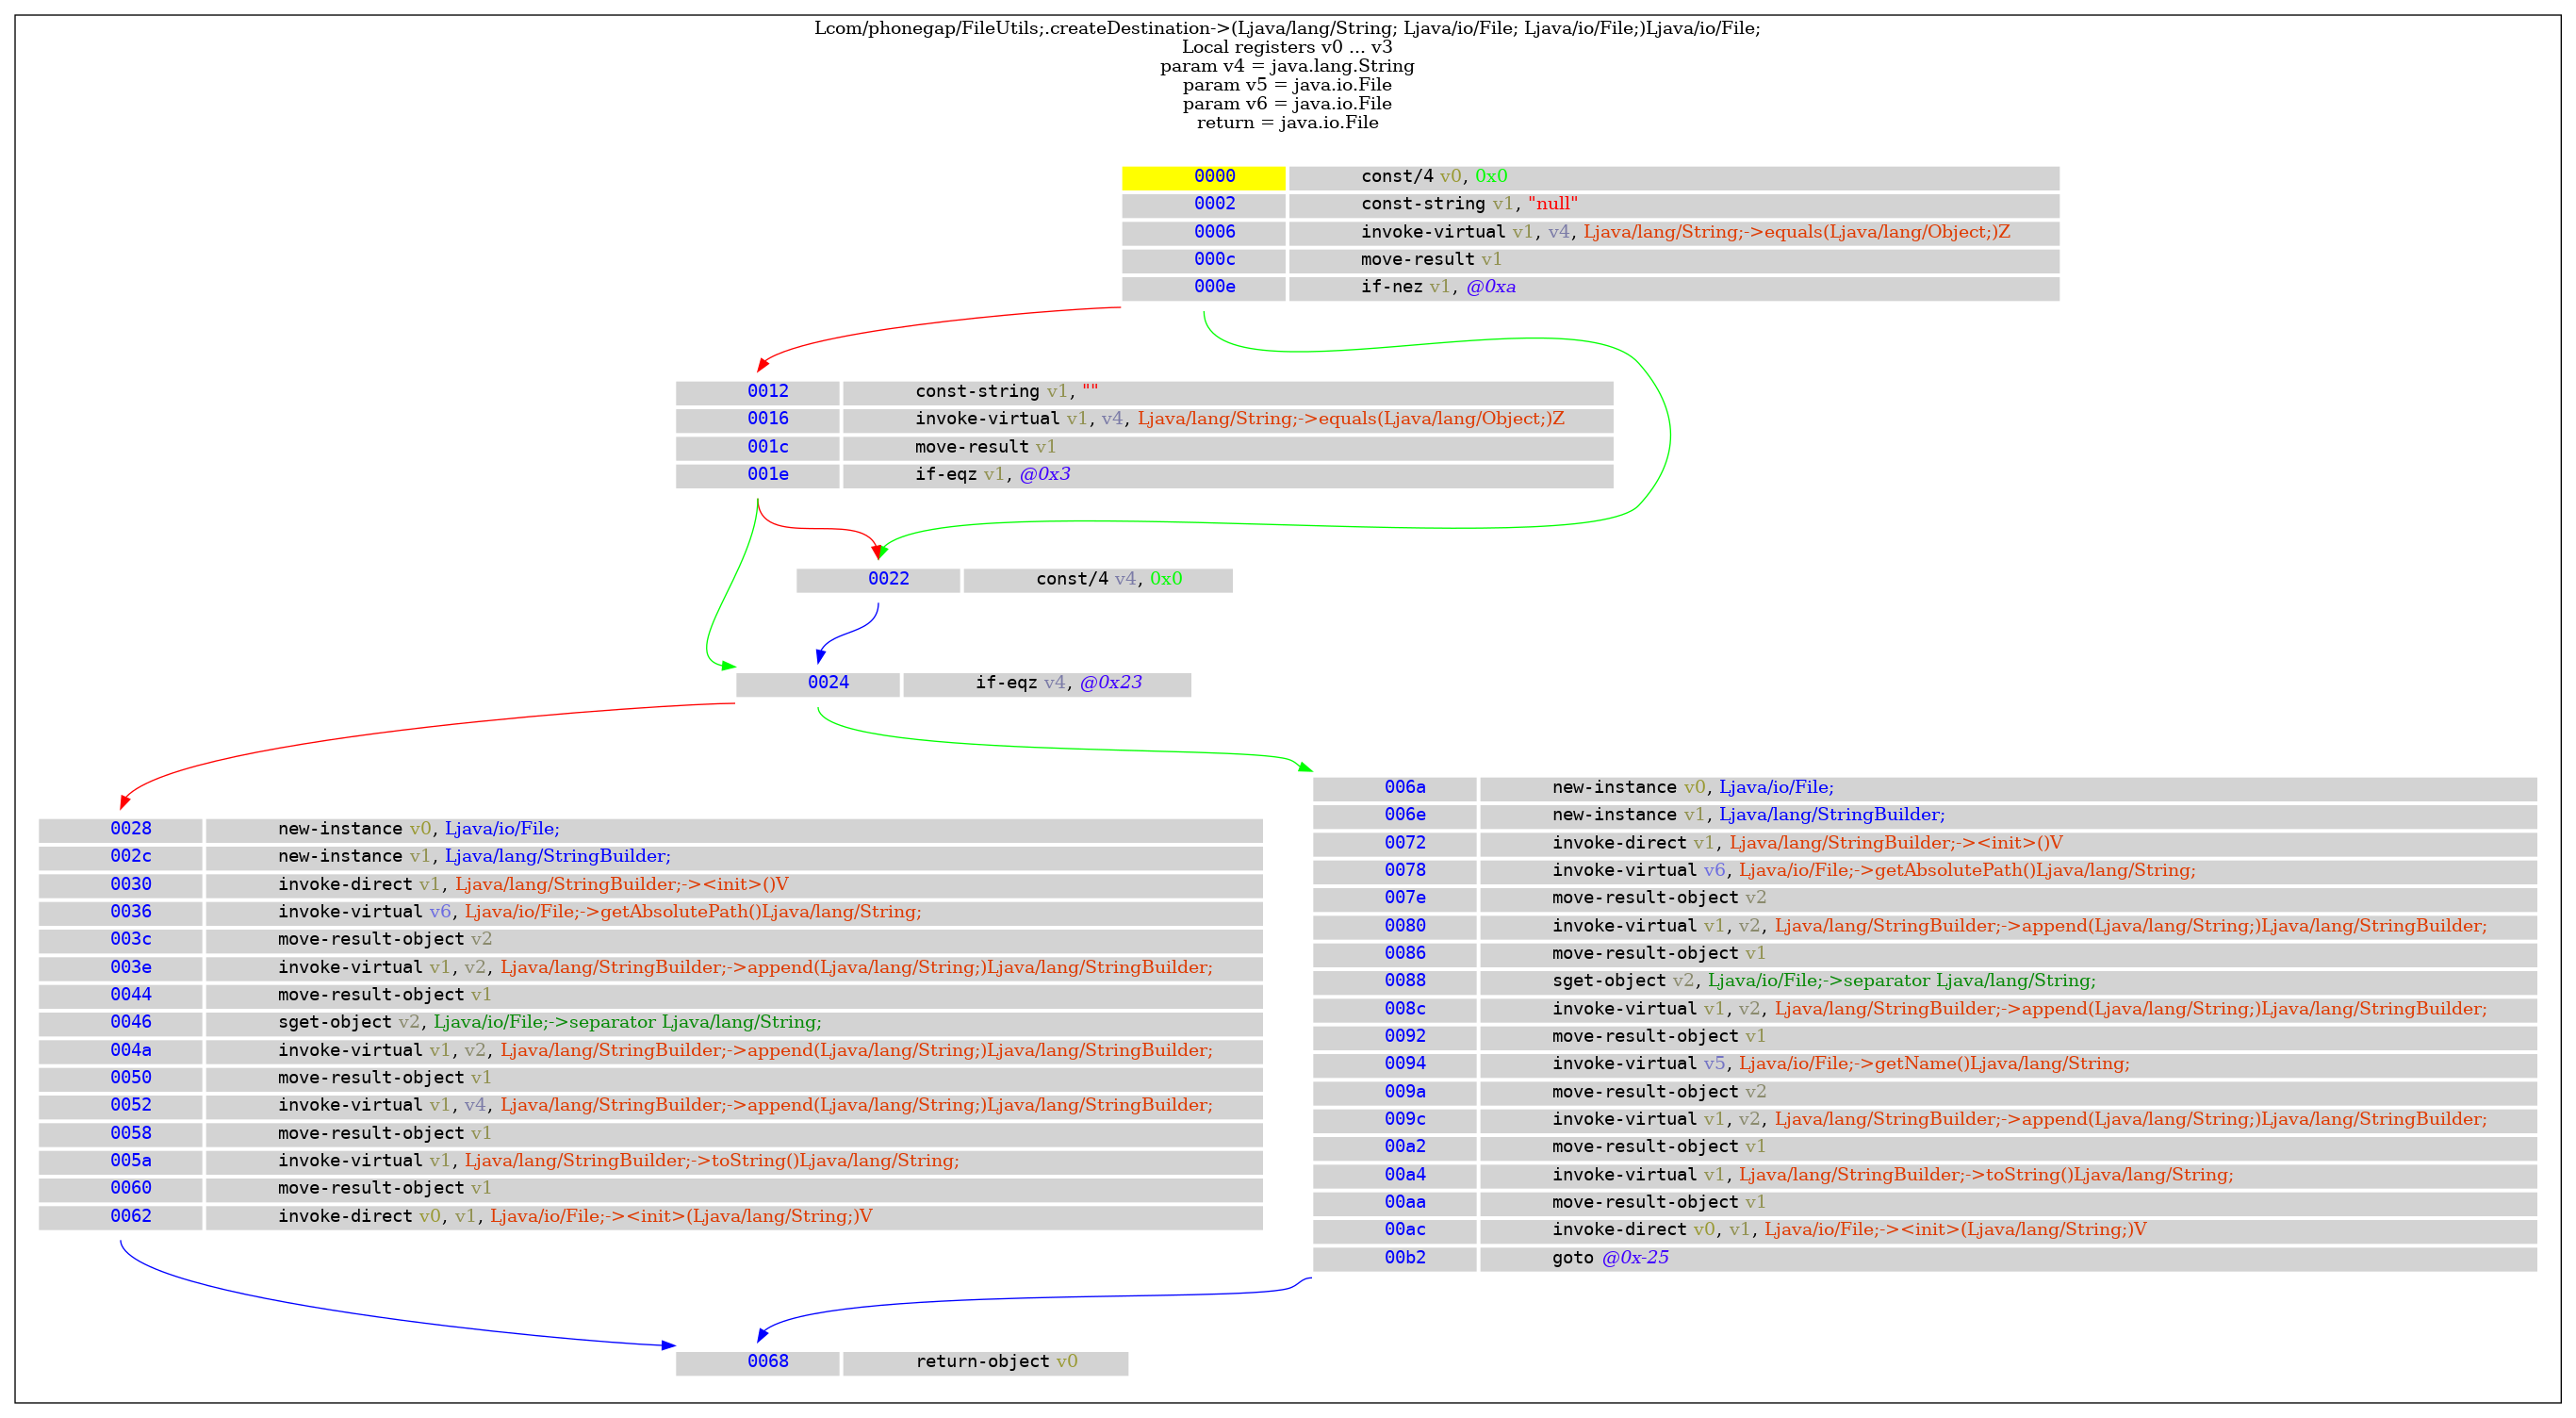 Lcom/phonegap/FileUtils;.createDestination->(Ljava/lang/String; Ljava/io/File; Ljava/io/File;)Ljava/io/File;
Local registers v0 ... v3
param v4 = java.lang.String
param v5 = java.io.File
param v6 = java.io.File
return = java.io.File
0000 const/4 v0, 0x0
0002 const-string v1, "null"
0006 invoke-virtual v1, v4, Ljava/lang/String;->equals(Ljava/lang/Object;)Z
000c move-result v1
000e if-nez v1, @0xa
0012 const-string v1, ""
0016 invoke-virtual v1, v4, Ljava/lang/String;->equals(Ljava/lang/Object;)Z
001c move-result v1
001e if-eqz v1, @0x3
0022 const/4 v4, 0x0
0024 if-eqz v4, @0x23
0028 new-instance v0, Ljava/io/File;
002c new-instance v1, Ljava/lang/StringBuilder;
0030 invoke-direct v1, Ljava/lang/StringBuilder;-><init>()V
0036 invoke-virtual v6, Ljava/io/File;->getAbsolutePath()Ljava/lang/String;
003c move-result-object v2
003e invoke-virtual v1, v2, Ljava/lang/StringBuilder;->append(Ljava/lang/String;)Ljava/lang/StringBuilder;
0044 move-result-object v1
0046 sget-object v2, Ljava/io/File;->separator Ljava/lang/String;
004a invoke-virtual v1, v2, Ljava/lang/StringBuilder;->append(Ljava/lang/String;)Ljava/lang/StringBuilder;
0050 move-result-object v1
0052 invoke-virtual v1, v4, Ljava/lang/StringBuilder;->append(Ljava/lang/String;)Ljava/lang/StringBuilder;
0058 move-result-object v1
005a invoke-virtual v1, Ljava/lang/StringBuilder;->toString()Ljava/lang/String;
0060 move-result-object v1
0062 invoke-direct v0, v1, Ljava/io/File;-><init>(Ljava/lang/String;)V
006a new-instance v0, Ljava/io/File;
006e new-instance v1, Ljava/lang/StringBuilder;
0072 invoke-direct v1, Ljava/lang/StringBuilder;-><init>()V
0078 invoke-virtual v6, Ljava/io/File;->getAbsolutePath()Ljava/lang/String;
007e move-result-object v2
0080 invoke-virtual v1, v2, Ljava/lang/StringBuilder;->append(Ljava/lang/String;)Ljava/lang/StringBuilder;
0086 move-result-object v1
0088 sget-object v2, Ljava/io/File;->separator Ljava/lang/String;
008c invoke-virtual v1, v2, Ljava/lang/StringBuilder;->append(Ljava/lang/String;)Ljava/lang/StringBuilder;
0092 move-result-object v1
0094 invoke-virtual v5, Ljava/io/File;->getName()Ljava/lang/String;
009a move-result-object v2
009c invoke-virtual v1, v2, Ljava/lang/StringBuilder;->append(Ljava/lang/String;)Ljava/lang/StringBuilder;
00a2 move-result-object v1
00a4 invoke-virtual v1, Ljava/lang/StringBuilder;->toString()Ljava/lang/String;
00aa move-result-object v1
00ac invoke-direct v0, v1, Ljava/io/File;-><init>(Ljava/lang/String;)V
00b2 goto @0x-25
0068 return-object v0